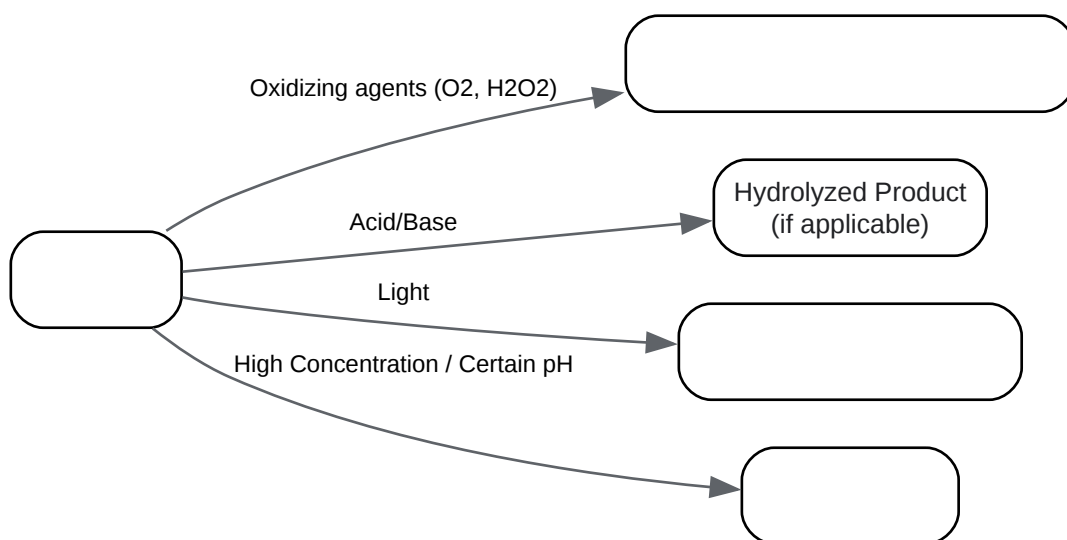 Oxidizing agents (O2, H2O2)
Hydrolyzed Product
(if applicable)
Acid/Base
Light
High Concentration / Certain pH